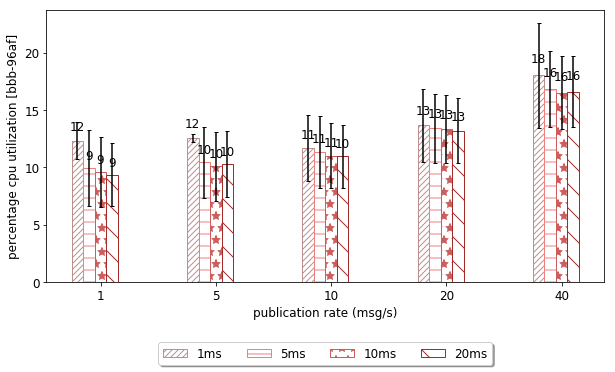 percentage cpu utilization [bbb-96af]
20
15
10
5
0
12 9 9 9
12 10 10 10
11 11 11 10
13 13 13 13
18 16 16 16
1 5 10 20 40
publication rate (msg/s)
1ms 5ms 10ms 20ms